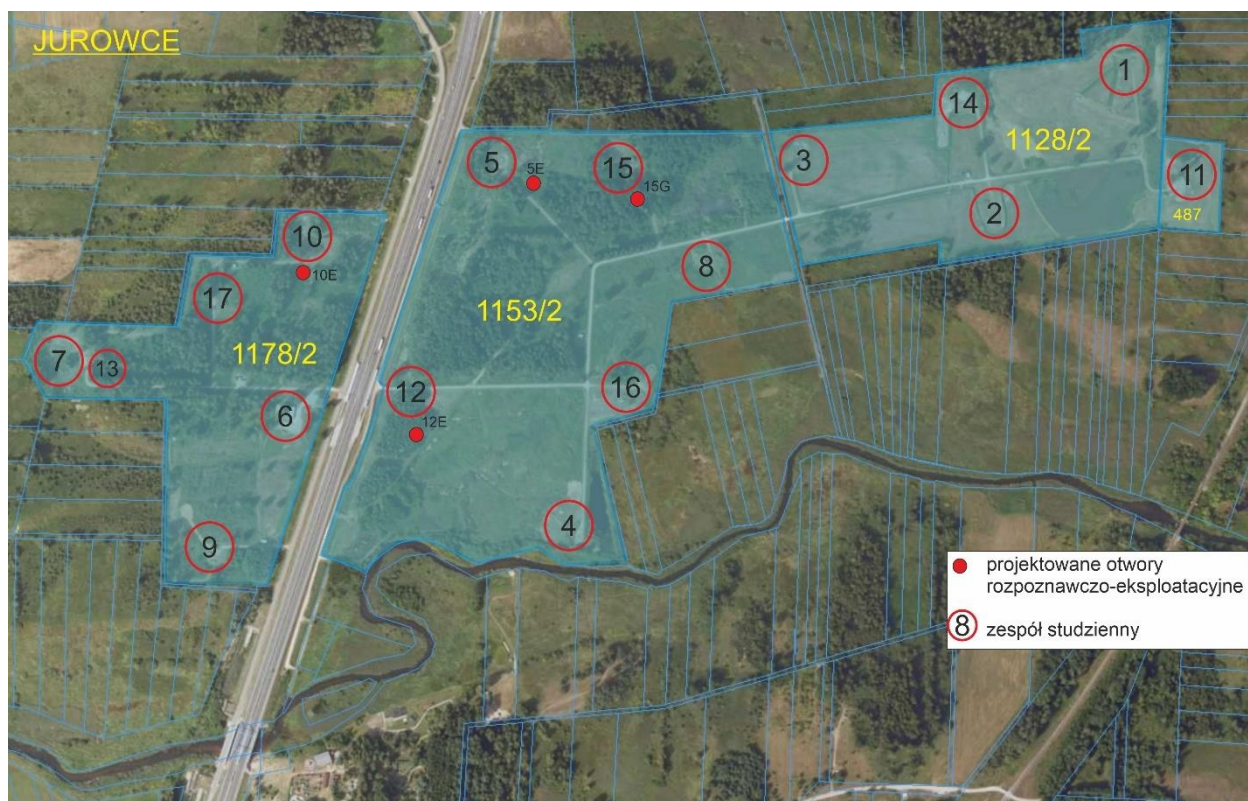 JUROWCE
1
14
1128/2
5
5E
15
15G
3
11
487
2
10
10E
8
17
1153/2
1178/2
7
13
6
12
12E
16
4
9
projektowane otwory
rozpoznawczo-eksploatacyjne
8 zespół studzienny